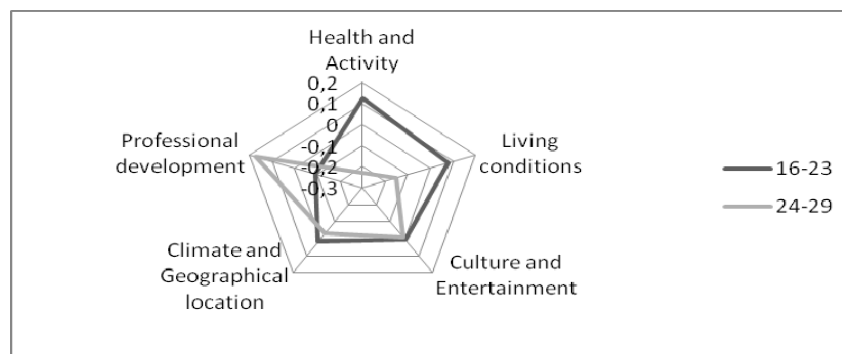 Health and
Activity
0,2
0,1
0
-0,1
-0,2
-0,3
Professional
development
Living
conditions
Climate and
Geographical
location
Culture and
Entertainment
16-23
24-29